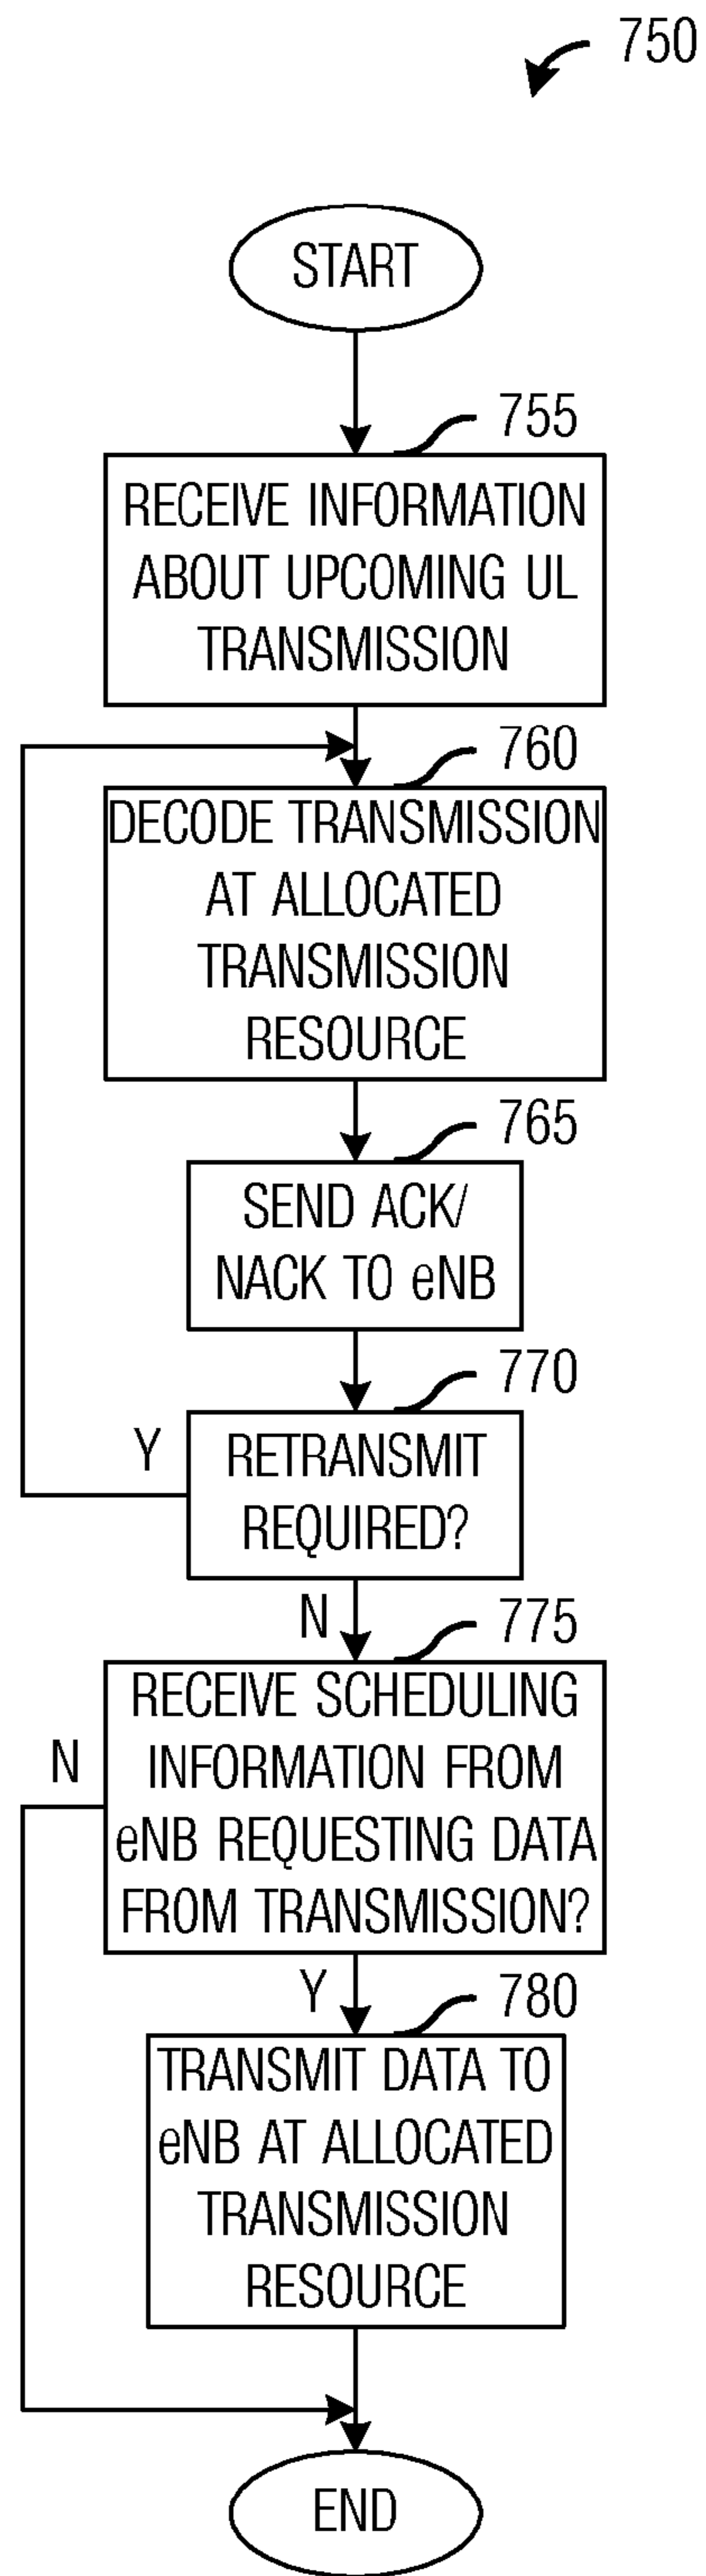 750
START
755
RECEIVE INFORMATION
ABOUT UPCOMING UL
TRANSMISSION
760
DECODE TRANSMISSION
AT ALLOCATED
TRANSMISSION
RESOURCE
765
SEND ACK/
NACK TO eNB
770
Y
RETRANSMIT
REQUIRED?
N
775
RECEIVE SCHEDULING
N
INFORMATION FROM
eNB REQUESTING DATA
FROM TRANSMISSION?
Y
780
TRANSMIT DATA TO
eNB AT ALLOCATED
TRANSMISSION
RESOURCE
END